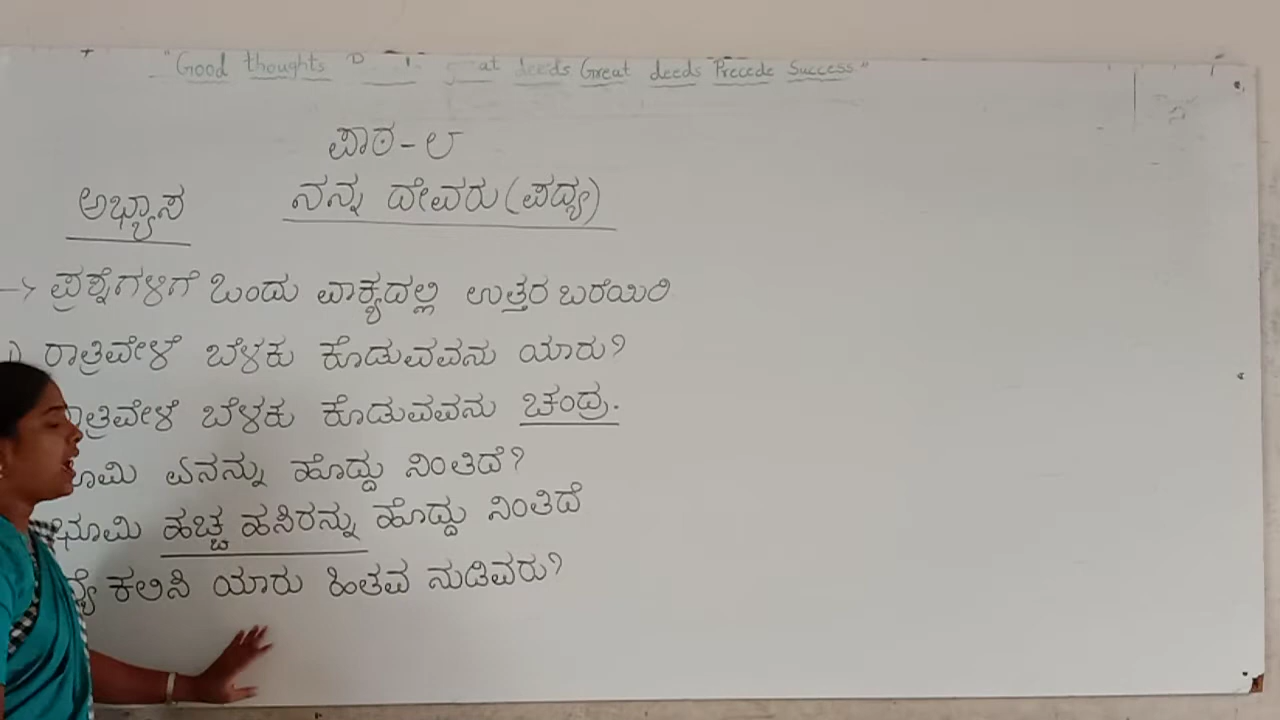 "Good thoughts Great deeds Great deeds Precede Success"
ಪಾಠ-೮
ಅಭ್ಯಾಸ ನನ್ನ ದೇವರು (ಪದ್ಯ)
→ ಪ್ರಶ್ನೆಗಳಿಗೆ ಒಂದು ವಾಕ್ಯದಲ್ಲಿ ಉತ್ತರ ಬರೆಯಿರಿ
) ರಾತ್ರಿವೇಳೆ ಬೆಳಕು ಕೊಡುವವನು ಯಾರು?
ರಾತ್ರಿವೇಳೆ ಬೆಳಕು ಕೊಡುವವನು ಚಂದ್ರ.
ಭೂಮಿ ಏನನ್ನು ಹೊದ್ದು ನಿಂತಿದೆ?
ಭೂಮಿ ಹಚ್ಚ ಹಸಿರನ್ನು ಹೊದ್ದು ನಿಂತಿದೆ
ಕಲಿಸಿ ಯಾರು ಹಿತವ ನುಡಿವರು?